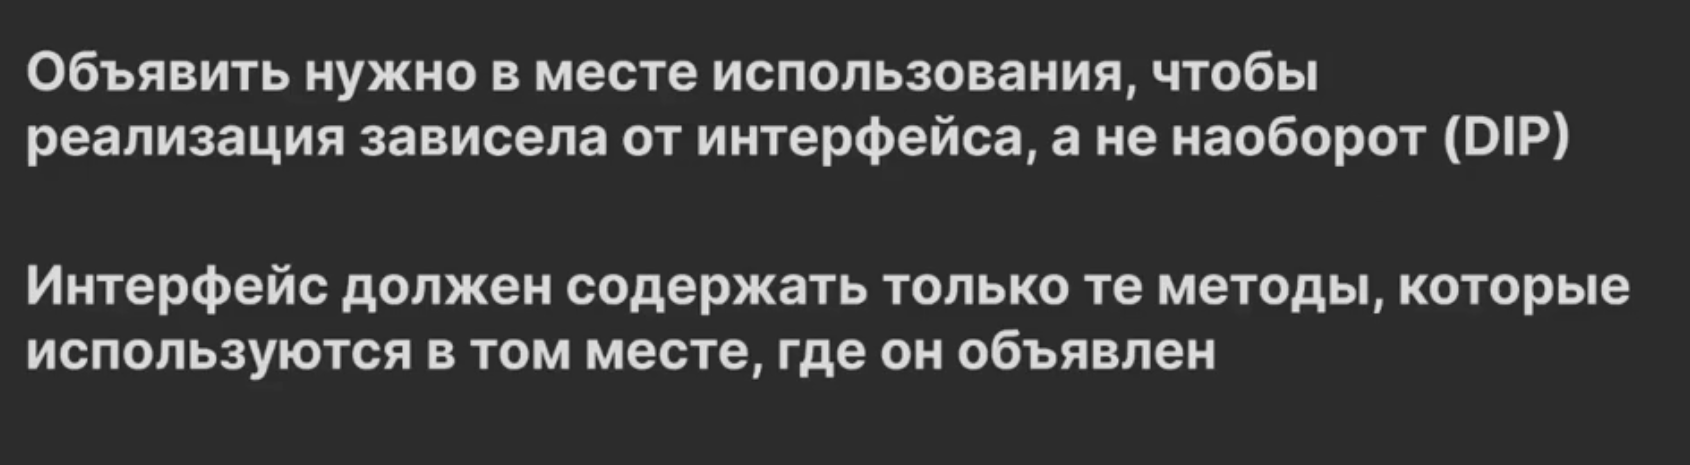 Объявить нужно в месте использования, чтобы
реализация зависела от интерфейса, а не наоборот (DIP)
Интерфейс должен содержать только те методы, которые
используются в том месте, где он объявлен